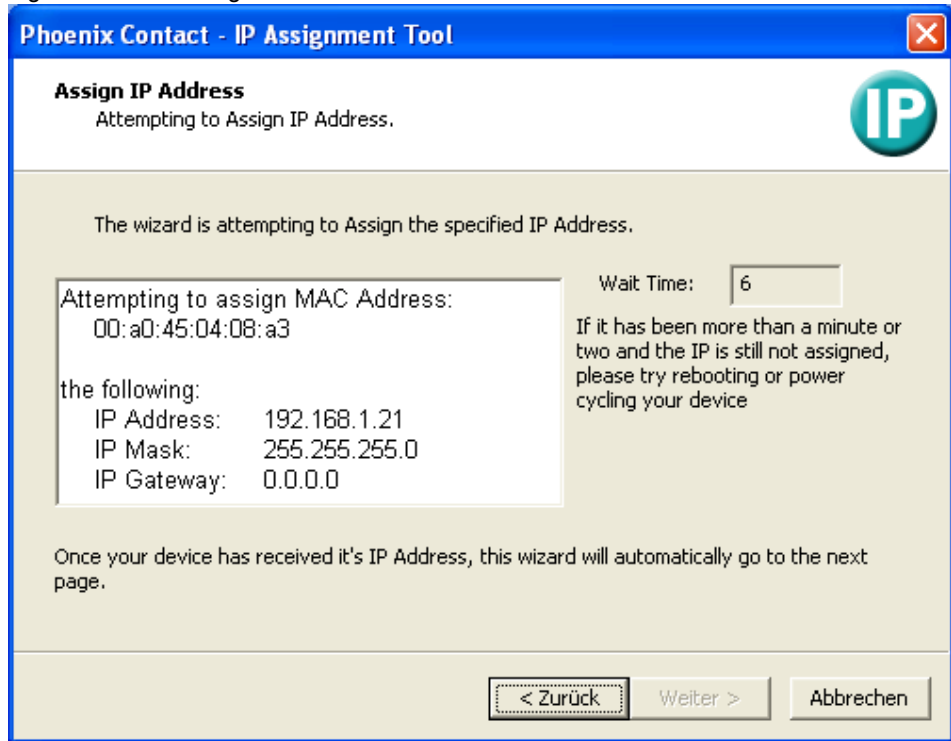 Phoenix Contact - IP Assignment Tool
Assign IP Address
Attempting to Assign IP Address.
IP
The wizard is attempting to Assign the specified IP Address.
Attempting to assign MAC Address:
00:a0:45:04:08:a3
the following:
IP Address: 192.168.1.21
IP Mask: 255.255.255.0
IP Gateway: 0.0.0.0
Wait Time: 6
If it has been more than a minute or
two and the IP is still not assigned,
please try rebooting or power
cycling your device
Once your device has received it's IP Address, this wizard will automatically go to the next
page.
< Zurück Weiter > Abbrechen